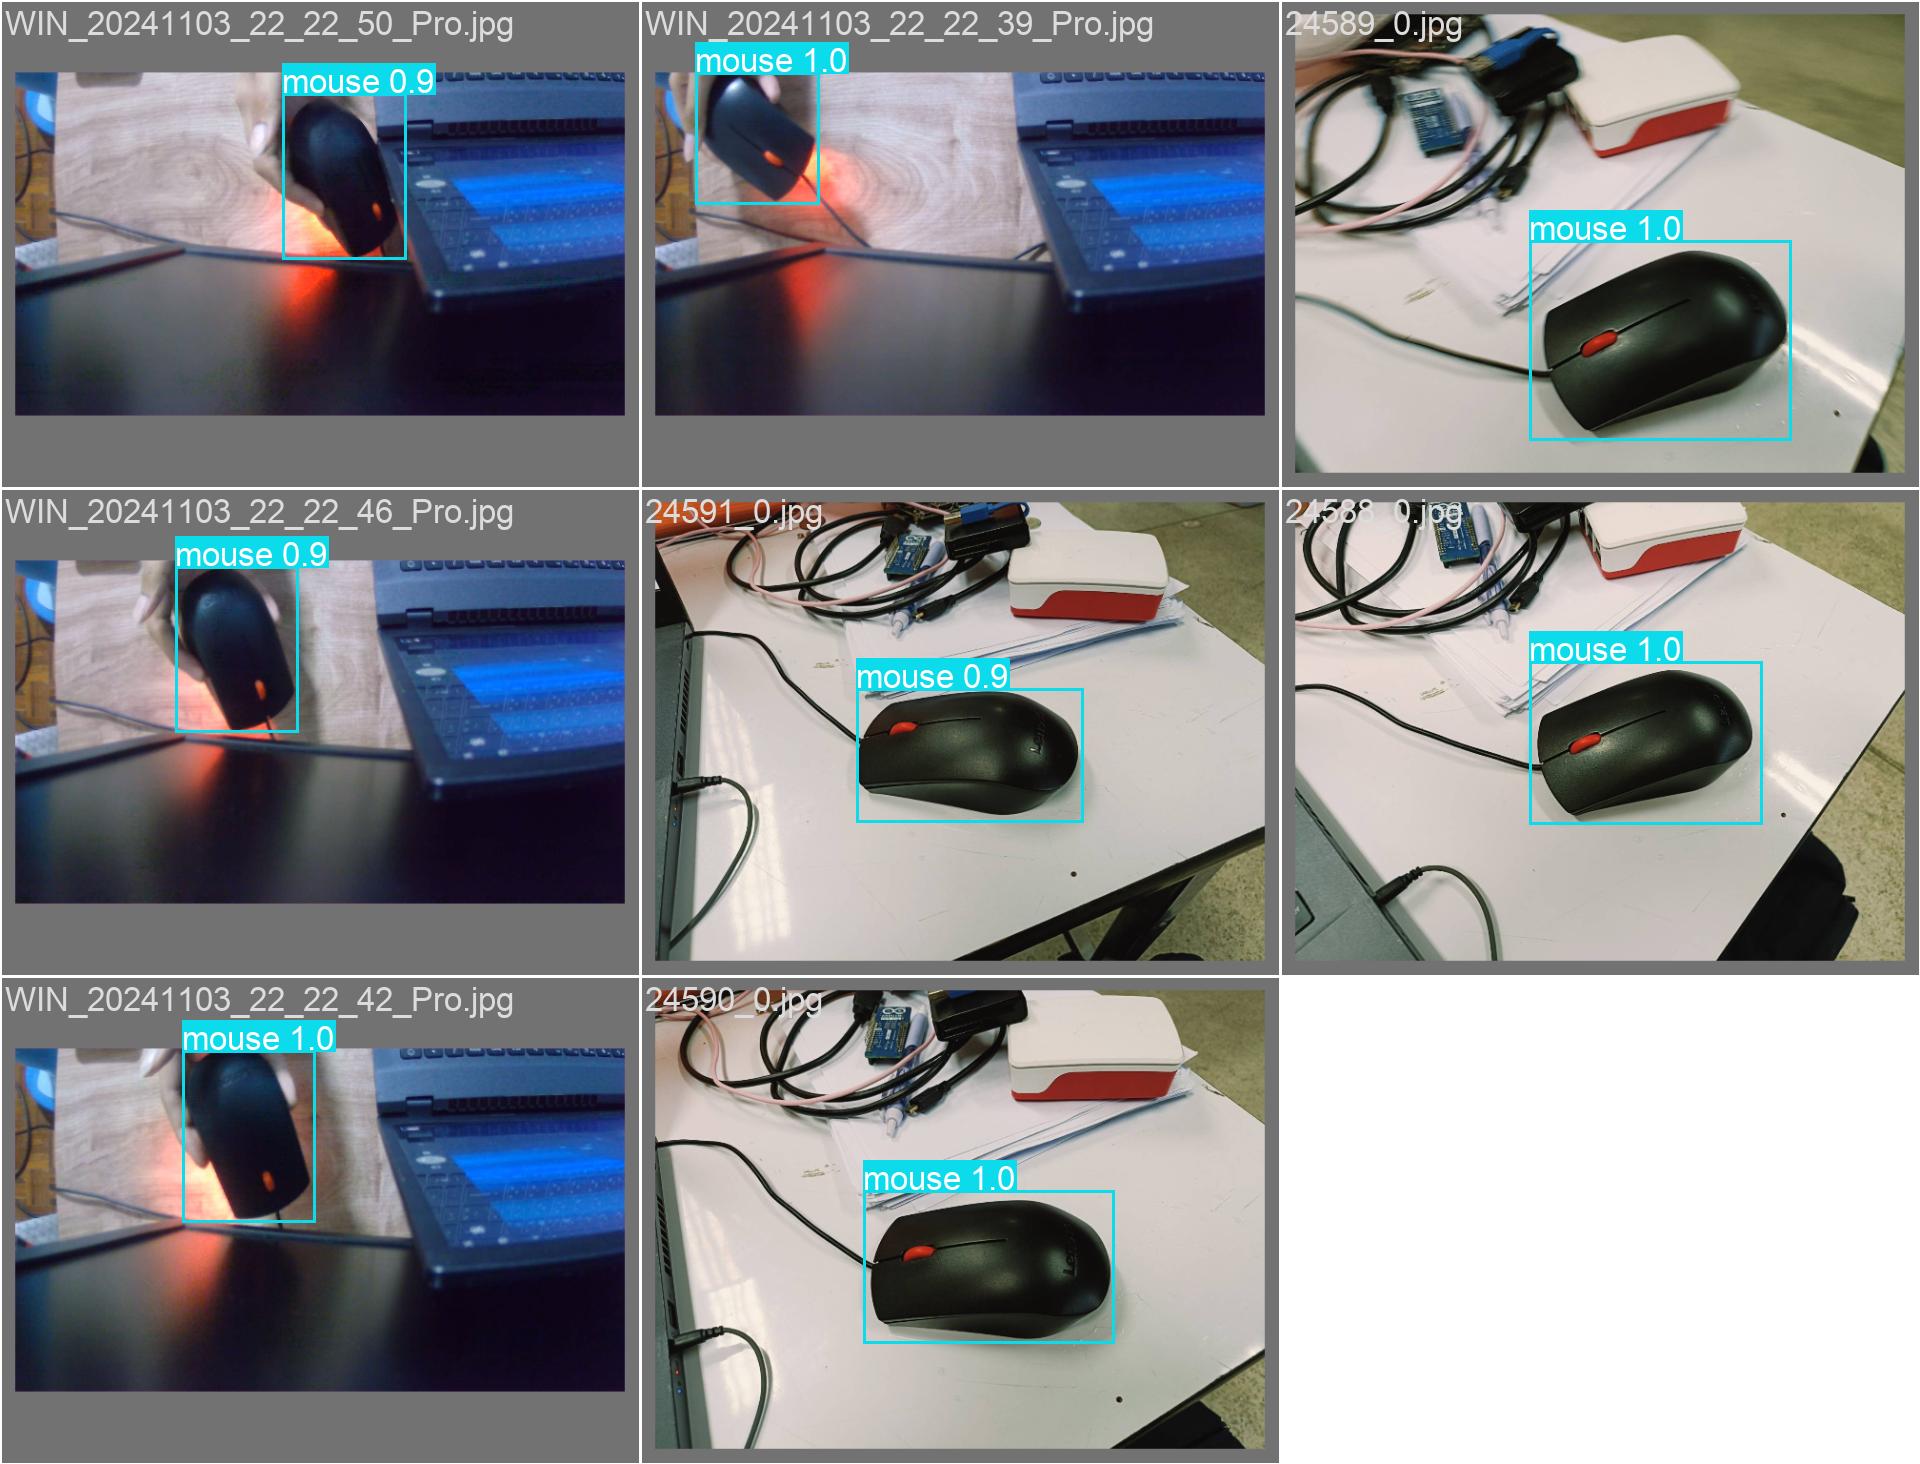 WIN_20241103_22_22_50_Pro.jpg
mouse 0.9
WIN_20241103_22_22_39_Pro.jpg
mouse 1.0
24589_0.jpg
mouse 1.0
WIN_20241103_22_22_46_Pro.jpg
mouse 0.9
24591_0.jpg
mouse 0.9
24588_0.jpg
mouse 1.0
WIN_20241103_22_22_42_Pro.jpg
mouse 1.0
24590_0.jpg
mouse 1.0